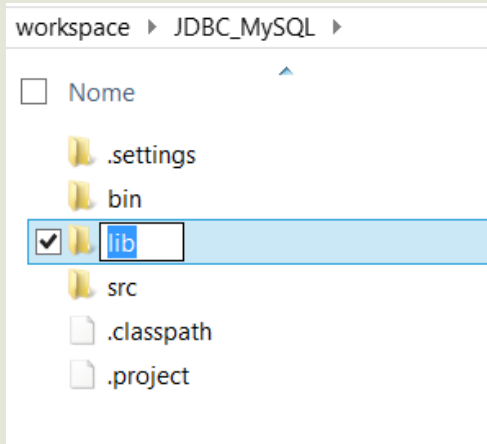 workspace JDBC_MySQL
Nome
.settings
bin
lib
src
.classpath
.project